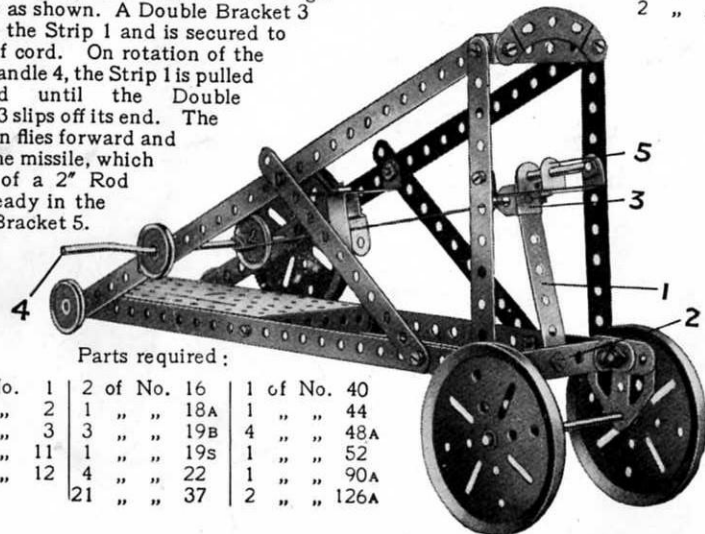 as shown. A Double Bracket 3
the Strip 1 and is secured to
of cord. On rotation of the
andle 4, the Strip 1 is pulled
d until the Double
3 slips off its end. The
n flies forward and
he missile, which
of a 2" Rod
eady in the
Bracket 5.
2 „
5
3
1
2
4
Parts required :
No. 1 | 2 of No. 16 | 1 of No. 40
„ 2 | 1 „ „ 18A | 1 „ „ 44
„ 3 | 3 „ „ 19B | 4 „ „ 48A
„ 11 | 1 „ „ 19S | 1 „ „ 52
„ 12 | 4 „ „ 22 | 1 „ „ 90A
21 „ „ 37 | 2 „ „ 126A